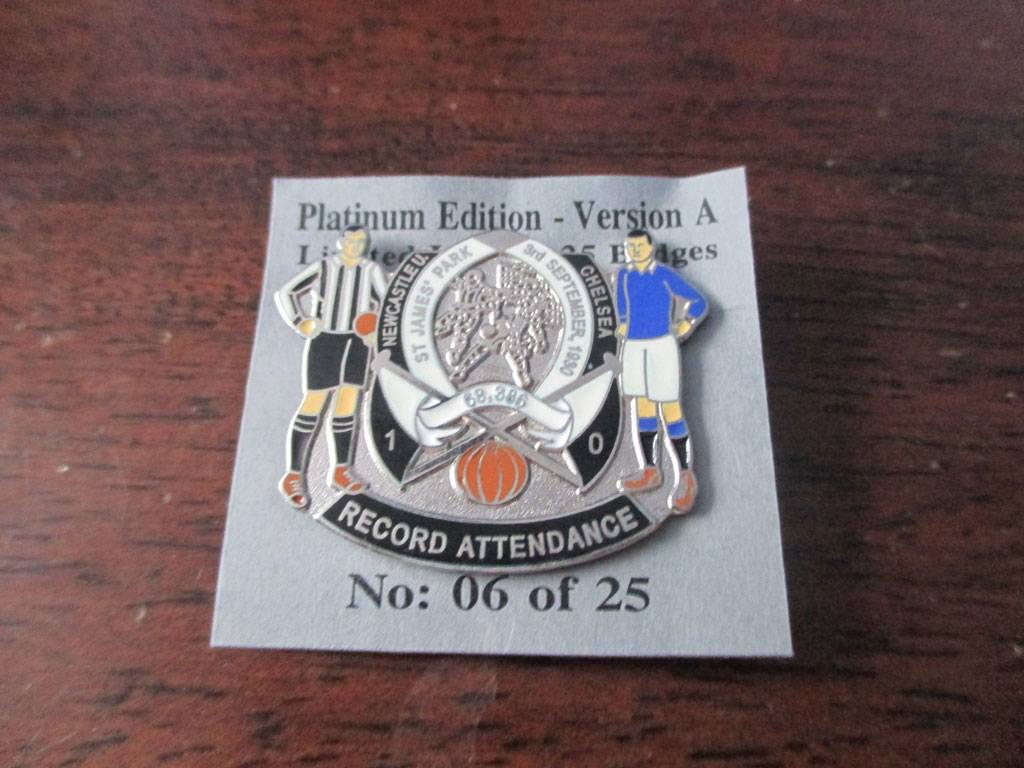 Platinum Edition - Version A
NEWCASTLE U.
ST JAMES' PARK
3rd SEPTEMBER, 1930
CHELSEA
68,386
1
0
RECORD ATTENDANCE
No: 06 of 25